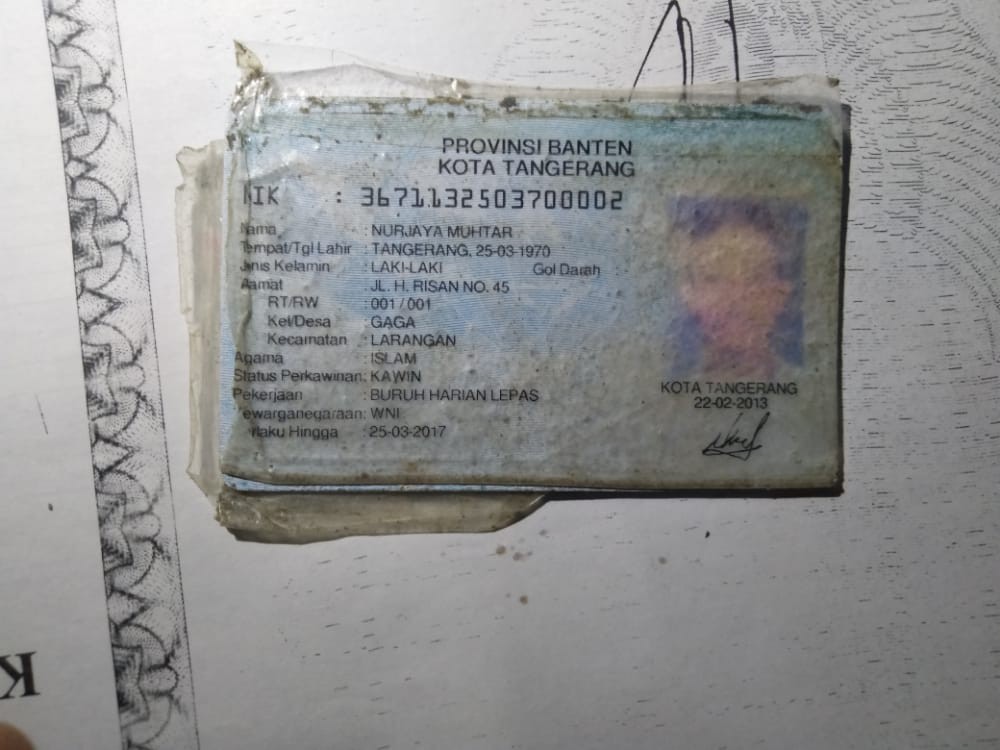 PROVINSI BANTEN
KOTA TANGERANG
NIK : 3671132503700002
Nama : NURJAYA MUHTAR
Tempat/Tgl Lahir : TANGERANG, 25-03-1970
Jenis Kelamin : LAKI-LAKI Gol Darah :
Alamat : JL. H. RISAN NO. 45
RT/RW : 001 / 001
Kel/Desa : GAGA
Kecamatan : LARANGAN
Agama : ISLAM
Status Perkawinan: KAWIN
Pekerjaan : BURUH HARIAN LEPAS
Kewarganegaraan: WNI
Berlaku Hingga : 25-03-2017
KOTA TANGERANG
22-02-2013
K